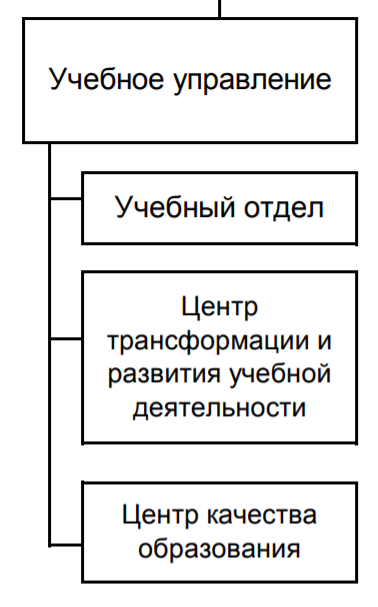 Учебное управление
Учебный отдел
Центр
трансформации и
развития учебной
деятельности
Центр качества
образования